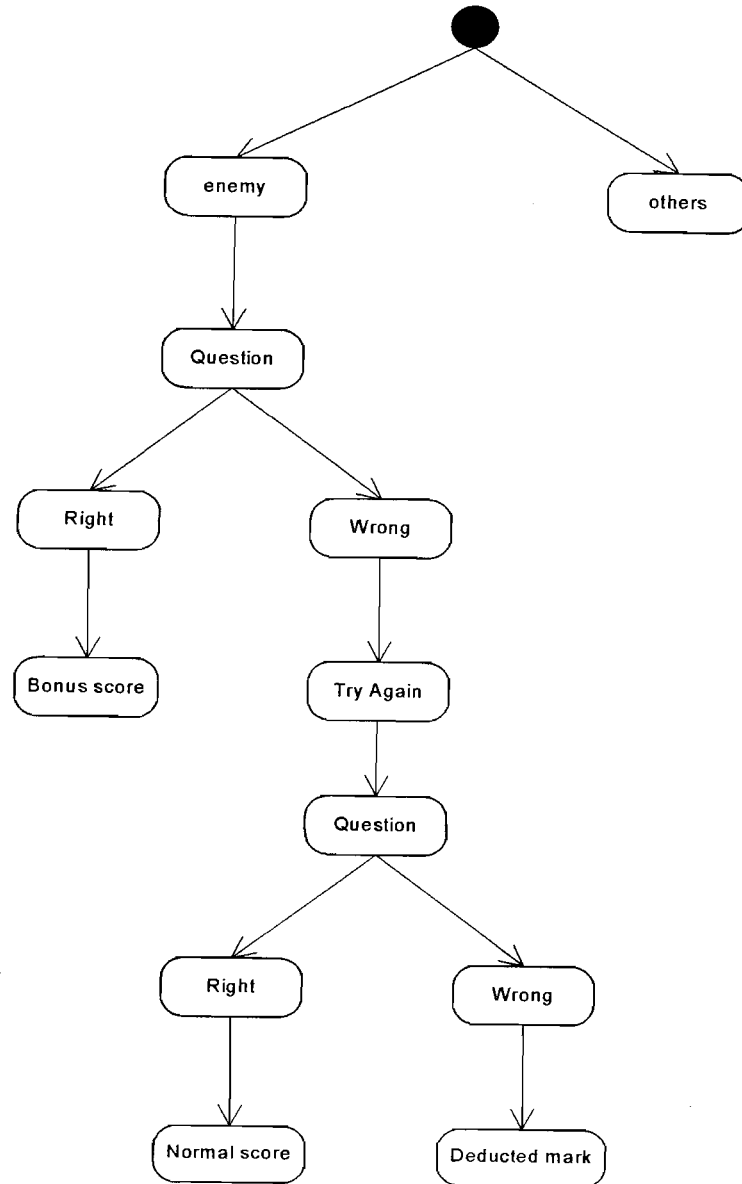 enemy
others
Question
Right
Wrong
Bonus score
Try Again
Question
Right
Wrong
Normal score
Deducted mark